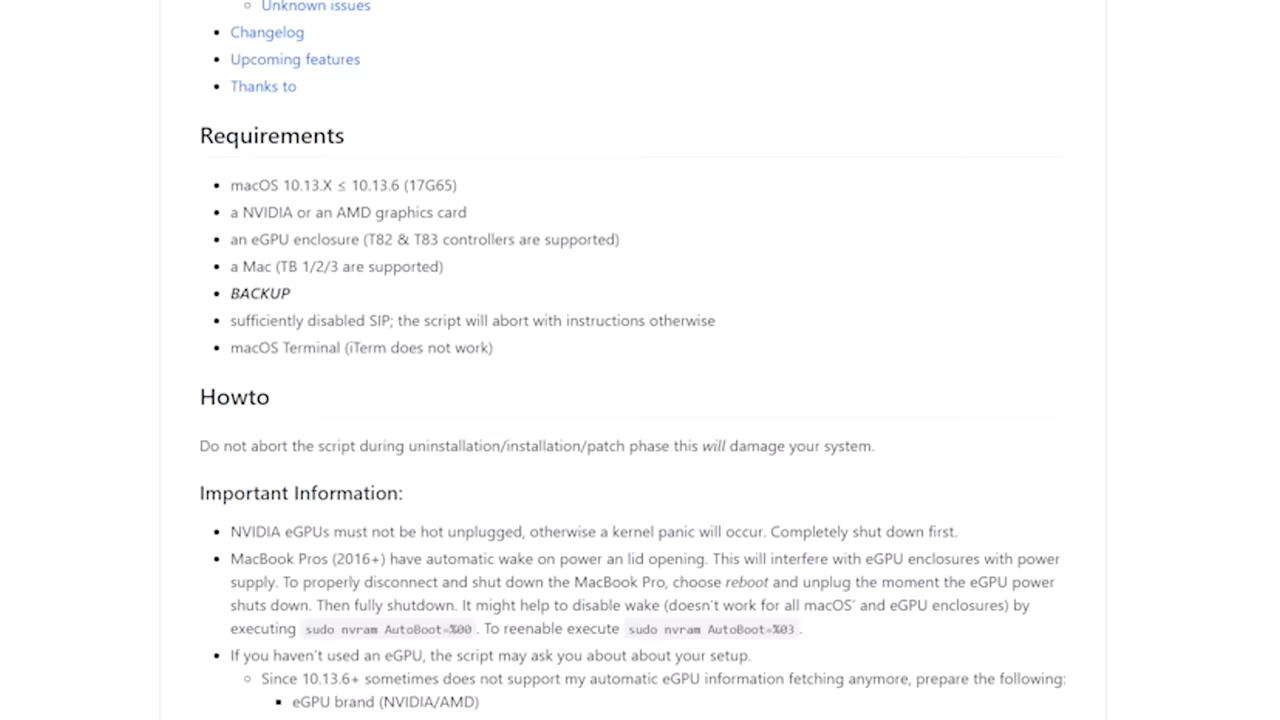 Unknown issues
Changelog
Upcoming features
Thanks to
Requirements
macOS 10.13.X ≤ 10.13.6 (17G65)
a NVIDIA or an AMD graphics card
an eGPU enclosure (T82 & T83 controllers are supported)
a Mac (TB 1/2/3 are supported)
BACKUP
sufficiently disabled SIP; the script will abort with instructions otherwise
macOS Terminal (iTerm does not work)
Howto
Do not abort the script during uninstallation/installation/patch phase this will damage your system.
Important Information:
NVIDIA eGPUs must not be hot unplugged, otherwise a kernel panic will occur. Completely shut down first.
MacBook Pros (2016+) have automatic wake on power an lid opening. This will interfere with eGPU enclosures with power
supply. To properly disconnect and shut down the MacBook Pro, choose reboot and unplug the moment the eGPU power
shuts down. Then fully shutdown. It might help to disable wake (doesn't work for all macOS' and eGPU enclosures) by
executing sudo nvram AutoBoot=%00 . To reenable execute sudo nvram AutoBoot=%03 .
If you haven't used an eGPU, the script may ask you about about your setup.
Since 10.13.6+ sometimes does not support my automatic eGPU information fetching anymore, prepare the following:
eGPU brand (NVIDIA/AMD)